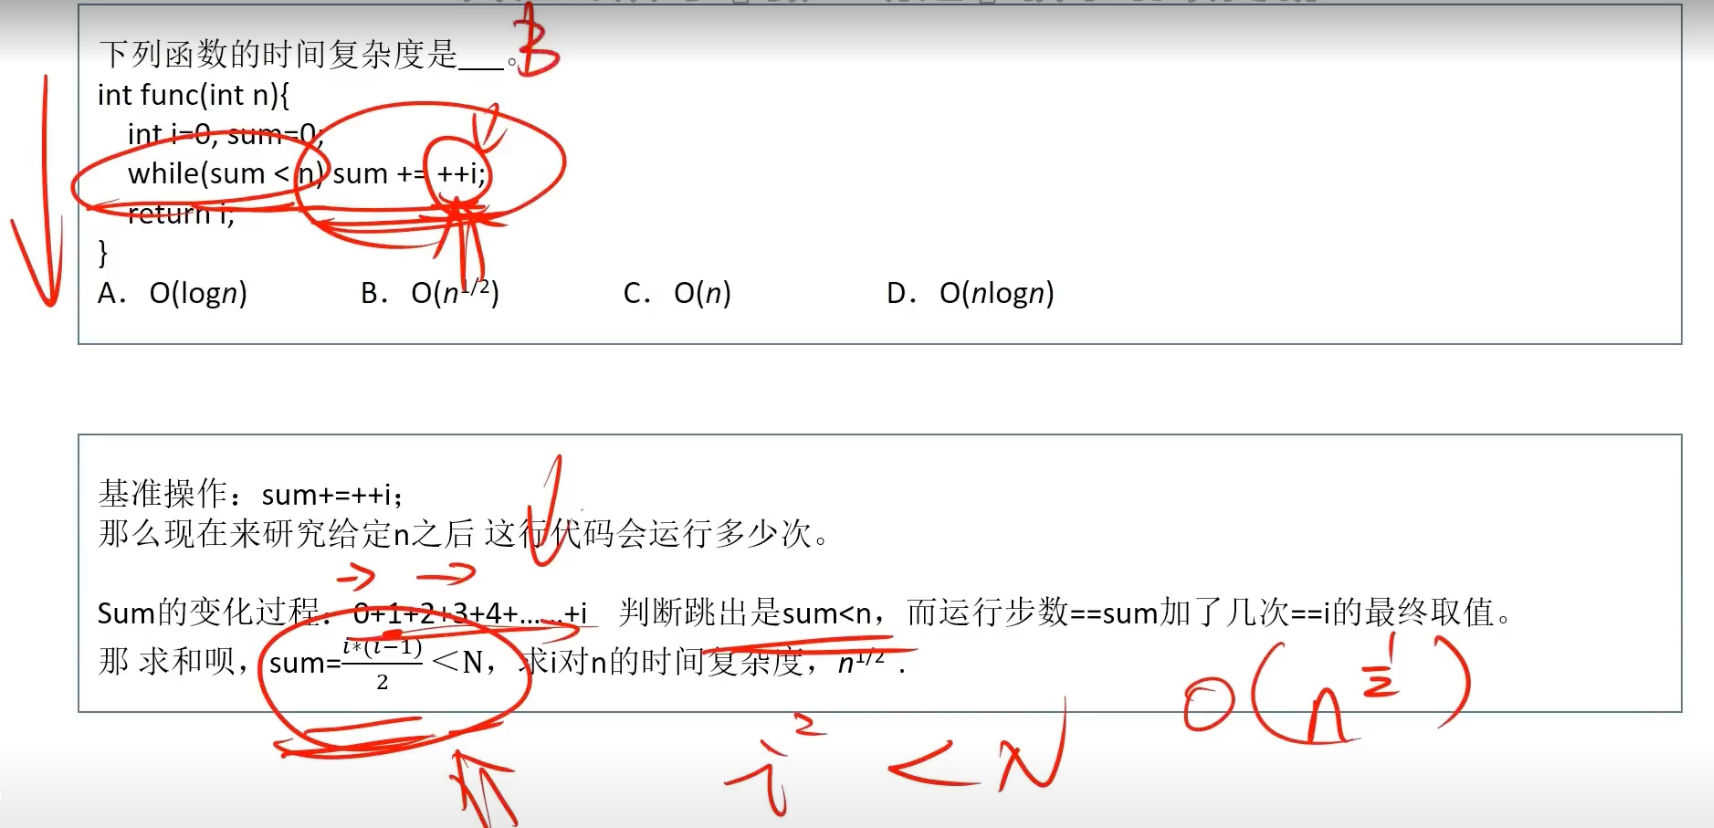 下列函数的时间复杂度是___。B
int func(int n){
int i=0, sum=0;
while(sum < n) sum += ++i;
return i;
}
A. O(logn) B. O(n^1/2) C. O(n) D. O(nlogn)
基准操作：sum+=++i；
那么现在来研究给定n之后 这行代码会运行多少次。
Sum的变化过程：0+1+2+3+4+……+i 判断跳出是sum<n，而运行步数==sum加了几次==i的最终取值。
那 求和呗，sum=i*(i−1)/2<N，求i对n的时间复杂度，n^1/2 .
O(n^1/2)
i^2 < N